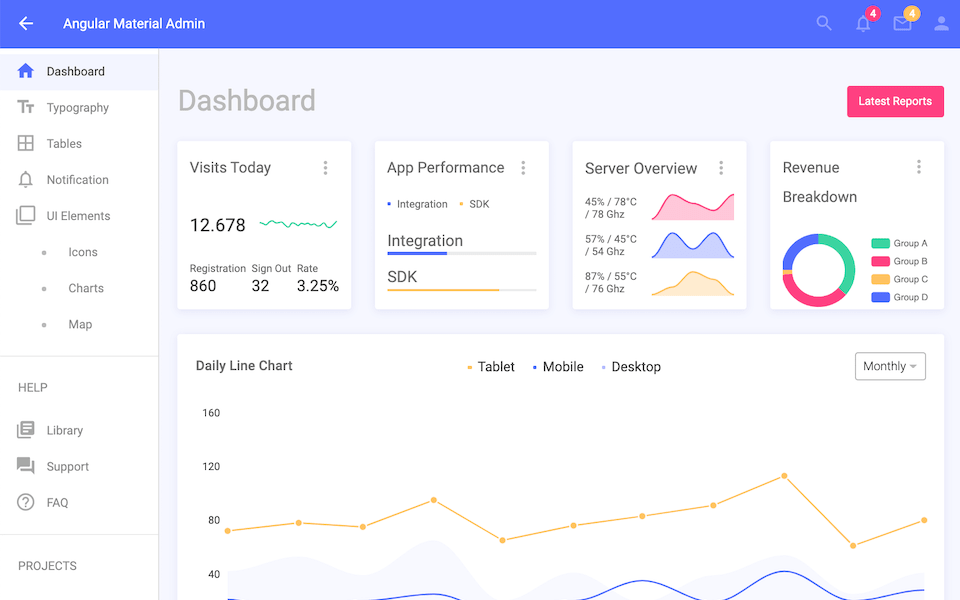 Angular Material Admin
4
4
Dashboard
Typography
Tables
Notification
UI Elements
Icons
Charts
Map
HELP
Library
Support
FAQ
PROJECTS
Dashboard
Latest Reports
Visits Today
12.678
Registration Sign Out Rate
860 32 3.25%
App Performance
Integration SDK
Integration
SDK
Server Overview
45% / 78°C
/ 78 Ghz
57% / 45°C
/ 54 Ghz
87% / 55°C
/ 76 Ghz
Revenue
Breakdown
Group A
Group B
Group C
Group D
Daily Line Chart
Tablet Mobile Desktop
Monthly
160
120
80
40